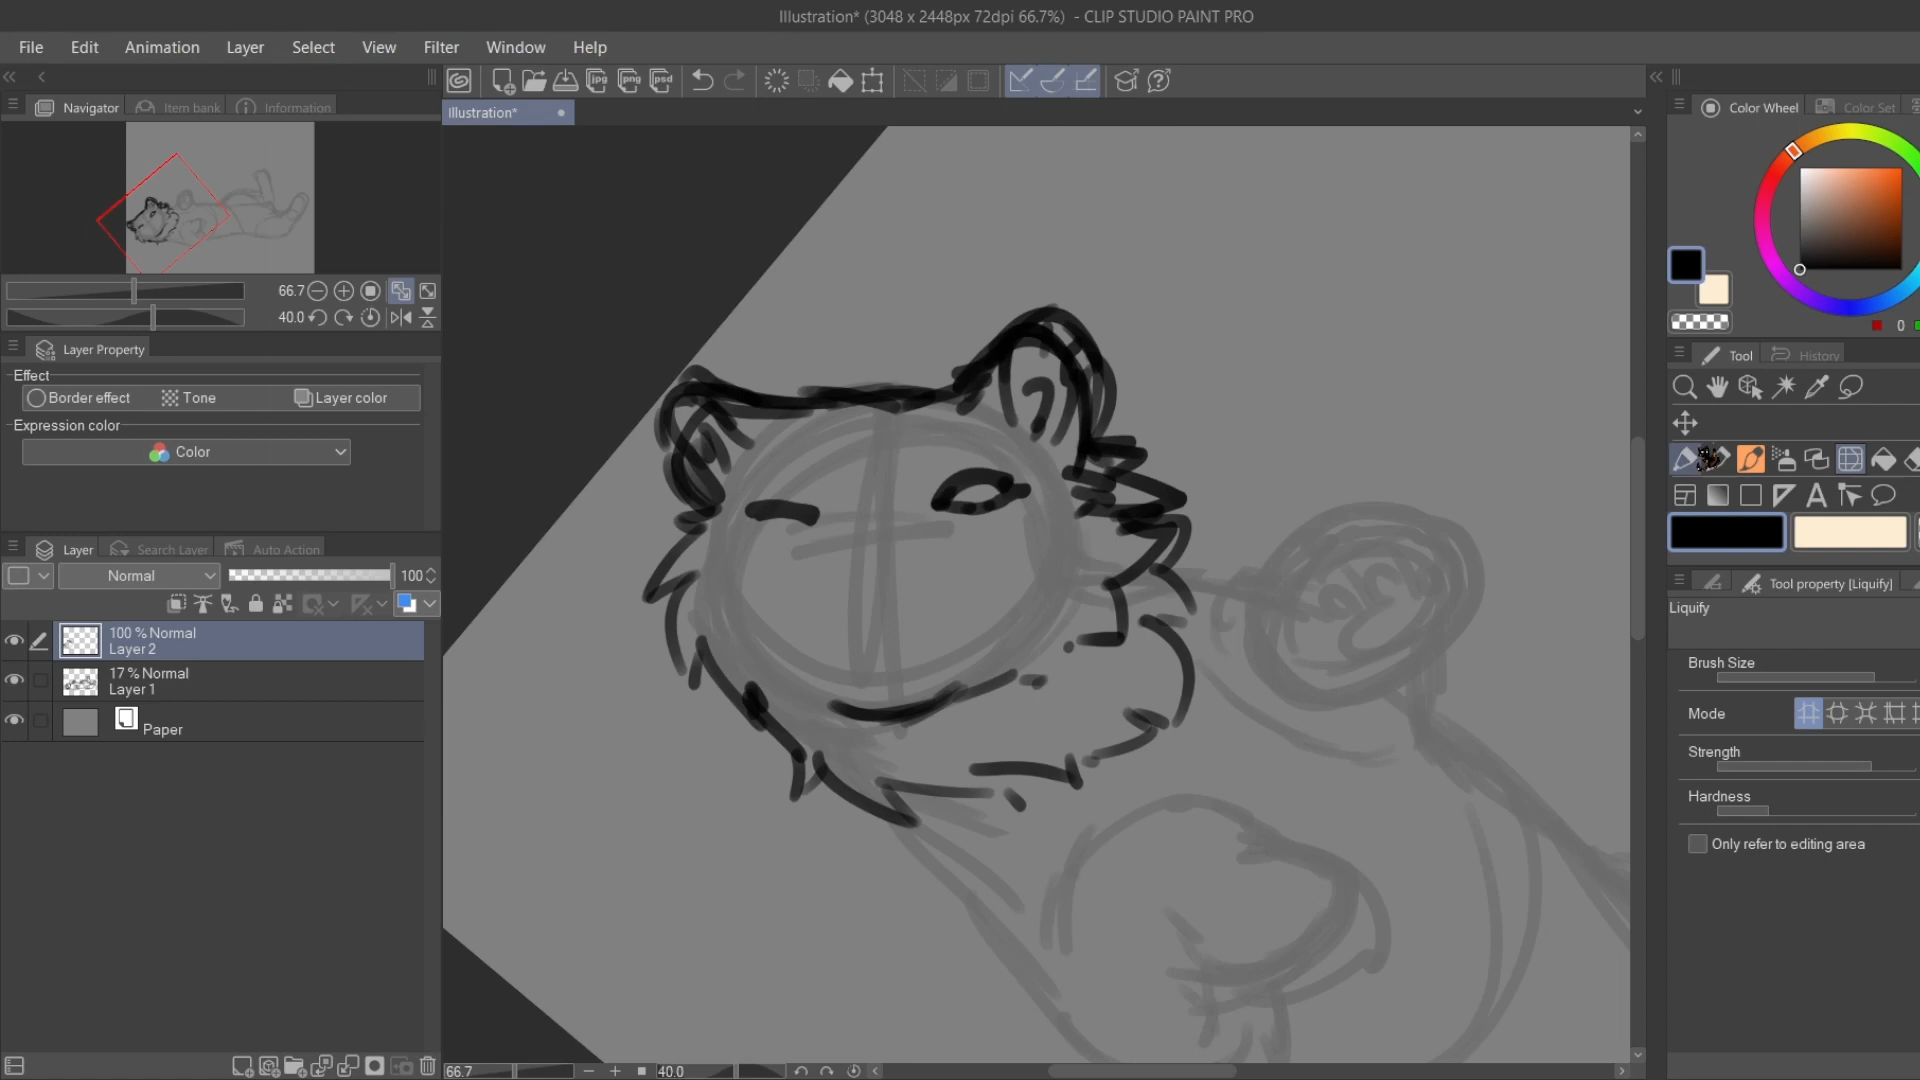 Illustration* (3048 x 2448px 72dpi 66.7%) - CLIP STUDIO PAINT PRO
File Edit Animation Layer Select View Filter Window Help
jpg png psd
Navigator Item bank Information
Illustration*
Color Wheel Color Set
66.7
40.0
0
Layer Property
Tool History
Effect
Border effect Tone Layer color
Expression color
Color
Layer Search Layer Auto Action
Normal 100
Tool property [Liquify]
Liquify
100 % Normal
Layer 2
17 % Normal
Layer 1
Paper
Brush Size
Mode
Strength
Hardness
Only refer to editing area
66.7 40.0